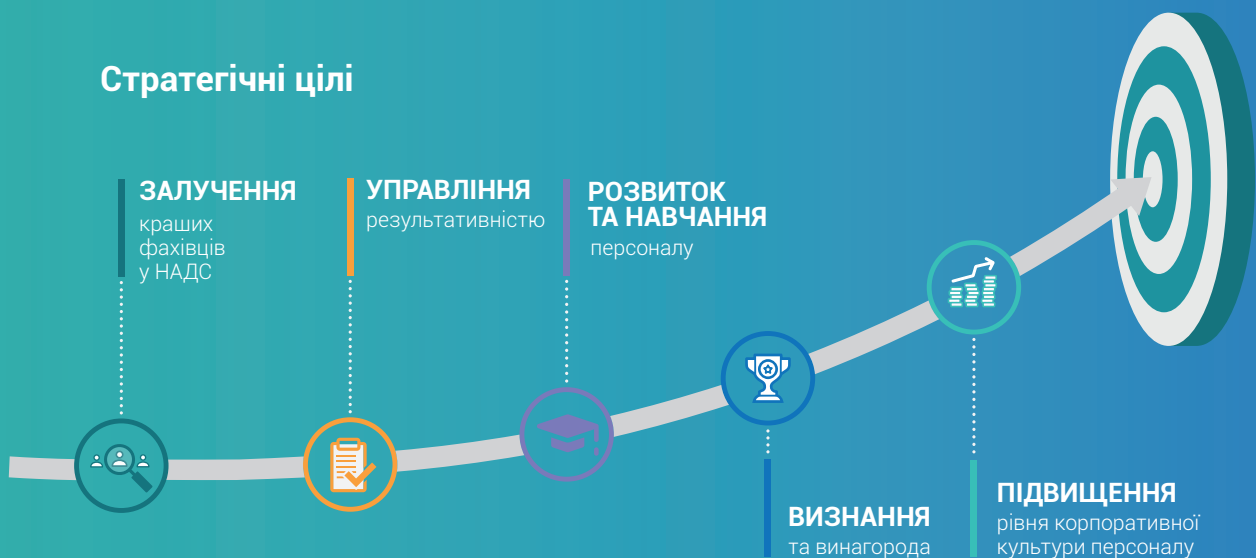 Стратегічні цілі
ЗАЛУЧЕННЯ
кращих
фахівців
у НАДС
УПРАВЛІННЯ
результативністю
РОЗВИТОК
ТА НАВЧАННЯ
персоналу
ВИЗНАННЯ
та винагорода
ПІДВИЩЕННЯ
рівня корпоративної
культури персоналу